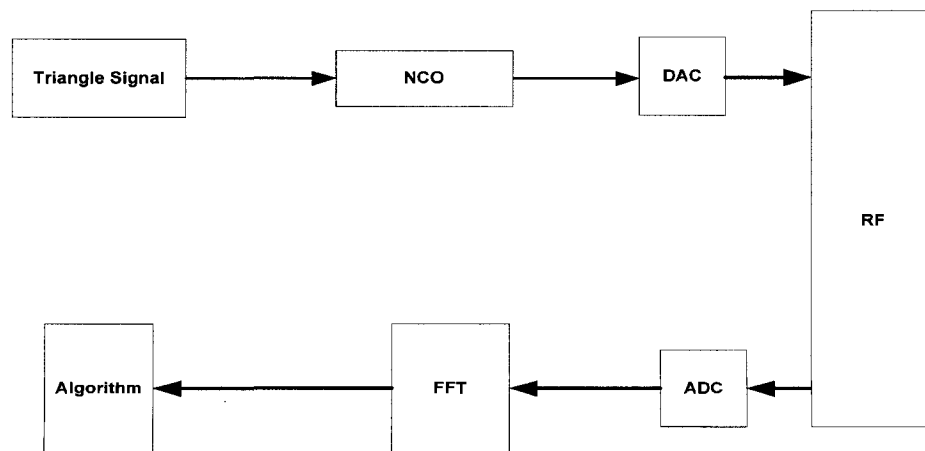 Triangle Signal
NCO
DAC
RF
Algorithm
FFT
ADC